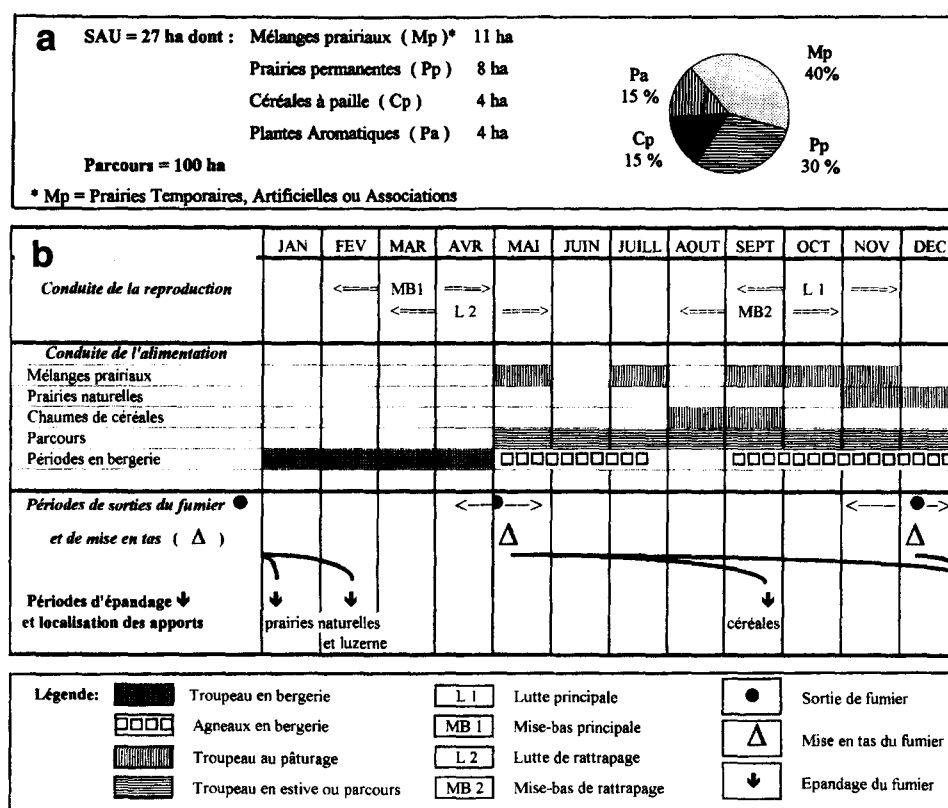 a
SAU = 27 ha dont : Mélanges prairiaux ( Mp )* 11 ha
Prairies permanentes ( Pp ) 8 ha
Céréales à paille ( Cp ) 4 ha
Plantes Aromatiques ( Pa ) 4 ha
Parcours = 100 ha
* Mp = Prairies Temporaires, Artificielles ou Associations
Mp
40%
Pa
15 %
Cp
15 %
Pp
30 %
b
JAN FEV MAR AVR MAI JUIN JUILL AOUT SEPT OCT NOV DEC
Conduite de la reproduction
<=== MB1 ===> <=== L 1 ===>
<=== L 2 ===> <=== MB2 ===>
Conduite de l'alimentation
Mélanges prairiaux
Prairies naturelles
Chaumes de céréales
Parcours
Périodes en bergerie
Périodes de sorties du fumier ●
et de mise en tas ( Δ )
Périodes d'épandage
et localisation des apports
prairies naturelles
et luzerne
céréales
Légende:
Troupeau en bergerie
Agneaux en bergerie
Troupeau au pâturage
Troupeau en estive ou parcours
L 1 Lutte principale
MB 1 Mise-bas principale
L 2 Lutte de rattrapage
MB 2 Mise-bas de rattrapage
Sortie de fumier
Δ Mise en tas du fumier
Epandage du fumier